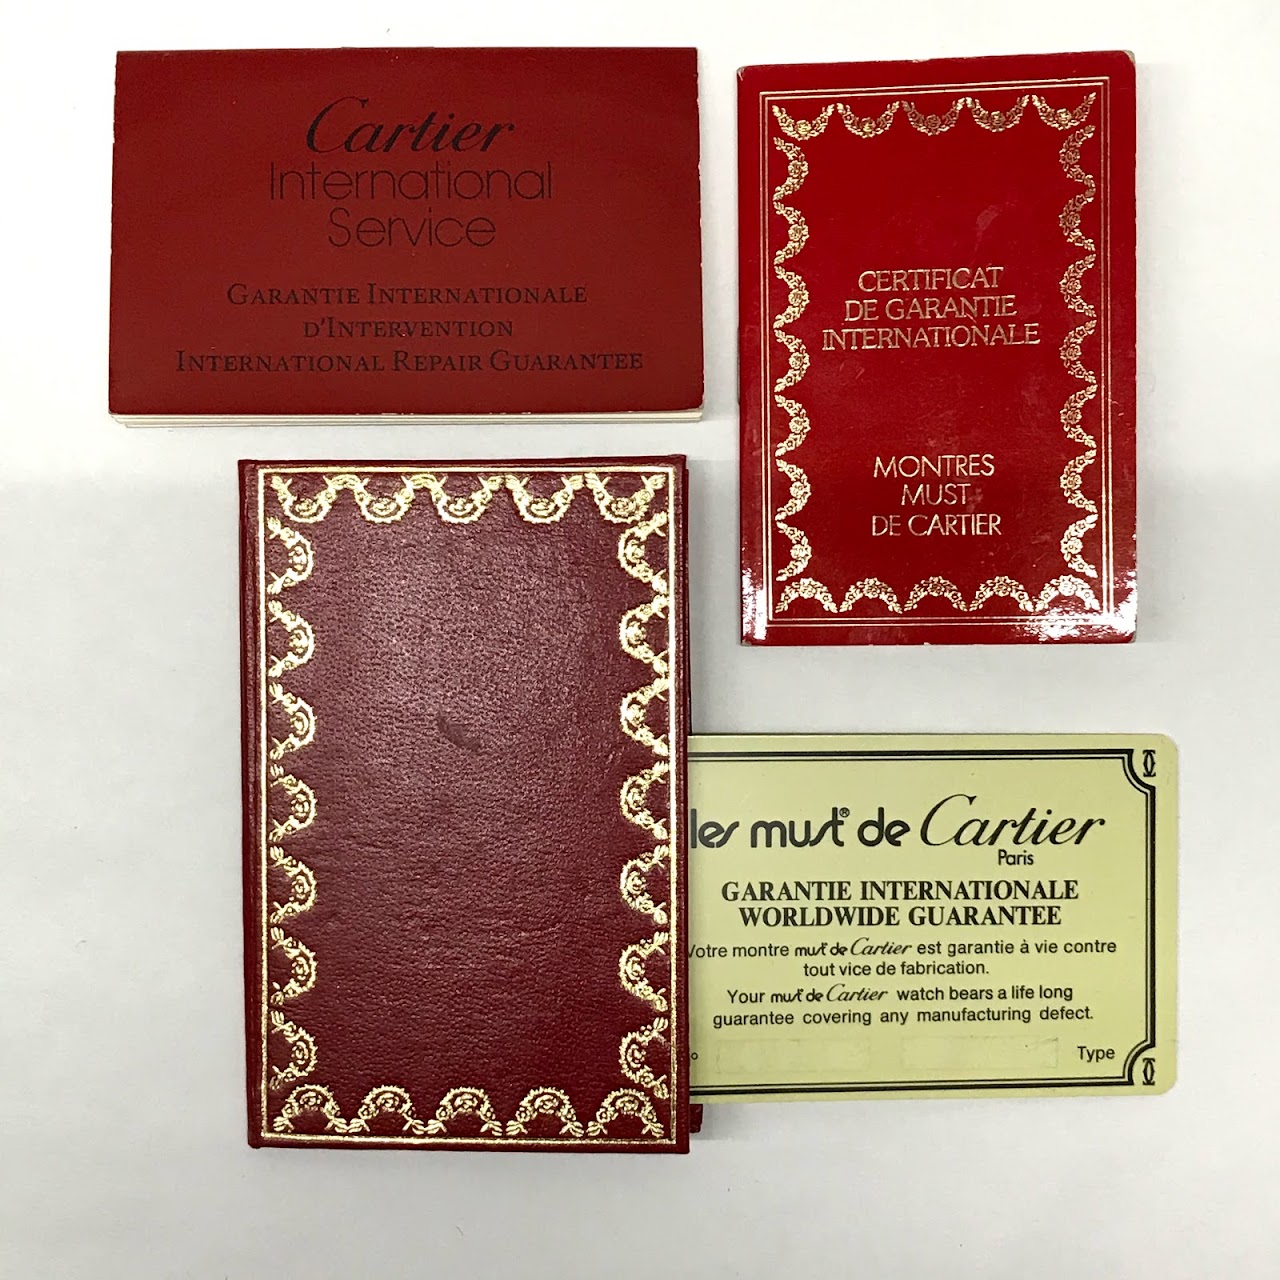 Cartier
International
Service
GARANTIE INTERNATIONALE
D'INTERVENTION
INTERNATIONAL REPAIR GUARANTEE
CERTIFICAT
DE GARANTIE
INTERNATIONALE
MONTRES
MUST
DE CARTIER
les must® de Cartier
Paris
GARANTIE INTERNATIONALE
WORLDWIDE GUARANTEE
Votre montre must de Cartier est garantie à vie contre
tout vice de fabrication.
Your must de Cartier watch bears a life long
guarantee covering any manufacturing defect.
Type